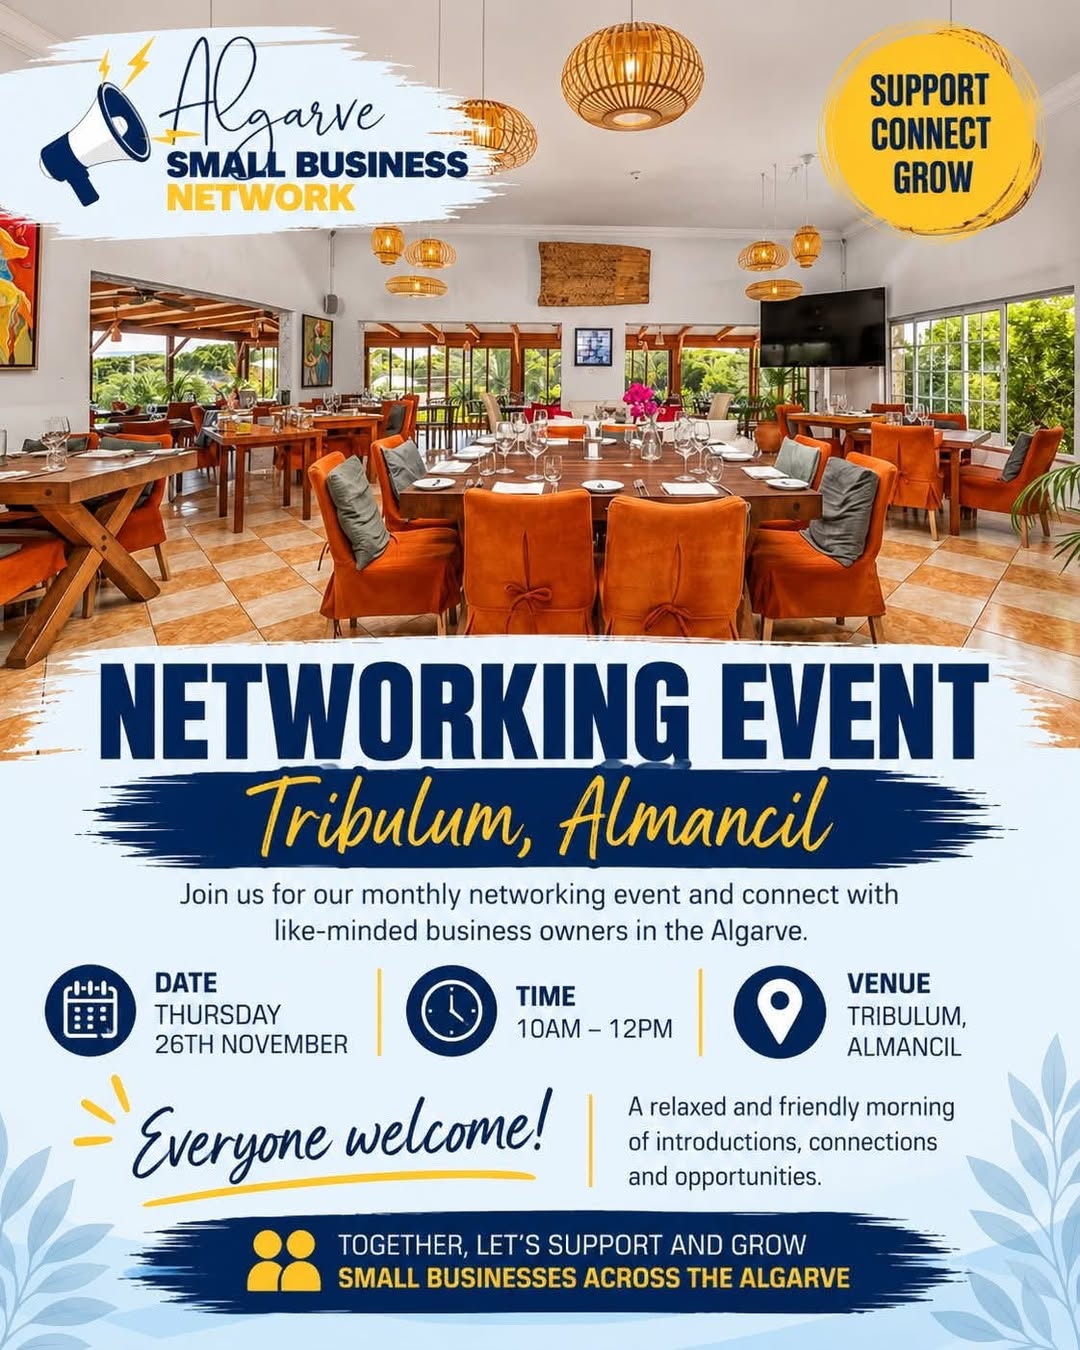 Algarve
SMALL BUSINESS
NETWORK
SUPPORT
CONNECT
GROW
NETWORKING EVENT
Tribulum, Almancil
Join us for our monthly networking event and connect with
like-minded business owners in the Algarve.
DATE
THURSDAY
26TH NOVEMBER
TIME
10AM – 12PM
VENUE
TRIBULUM,
ALMANCIL
Everyone welcome!
A relaxed and friendly morning
of introductions, connections
and opportunities.
TOGETHER, LET'S SUPPORT AND GROW
SMALL BUSINESSES ACROSS THE ALGARVE